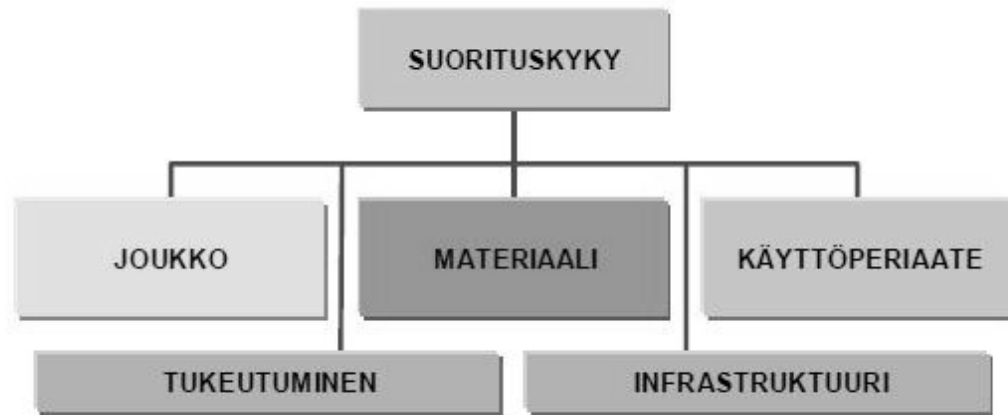 SUORITUSKYKY
JOUKKO
MATERIAALI
KÄYTTÖPERIAATE
TUKEUTUMINEN
INFRASTRUKTUURI